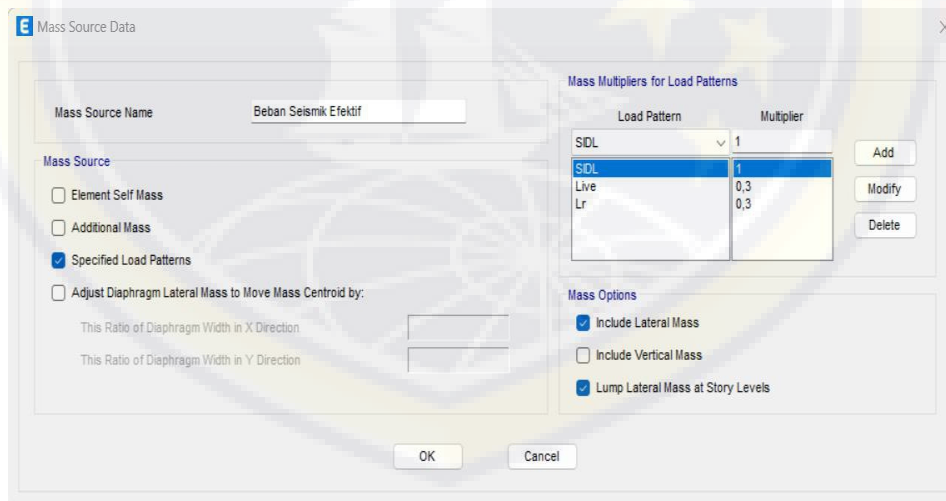 E Mass Source Data X
Mass Source Name Beban Seismik Efektif
Mass Source
Element Self Mass
Additional Mass
Specified Load Patterns
Adjust Diaphragm Lateral Mass to Move Mass Centroid by:
This Ratio of Diaphragm Width in X Direction
This Ratio of Diaphragm Width in Y Direction
Mass Multipliers for Load Patterns
Load Pattern Multiplier
SIDL 1
SIDL 1
Live 0,3
Lr 0,3
Add
Modify
Delete
Mass Options
Include Lateral Mass
Include Vertical Mass
Lump Lateral Mass at Story Levels
OK Cancel